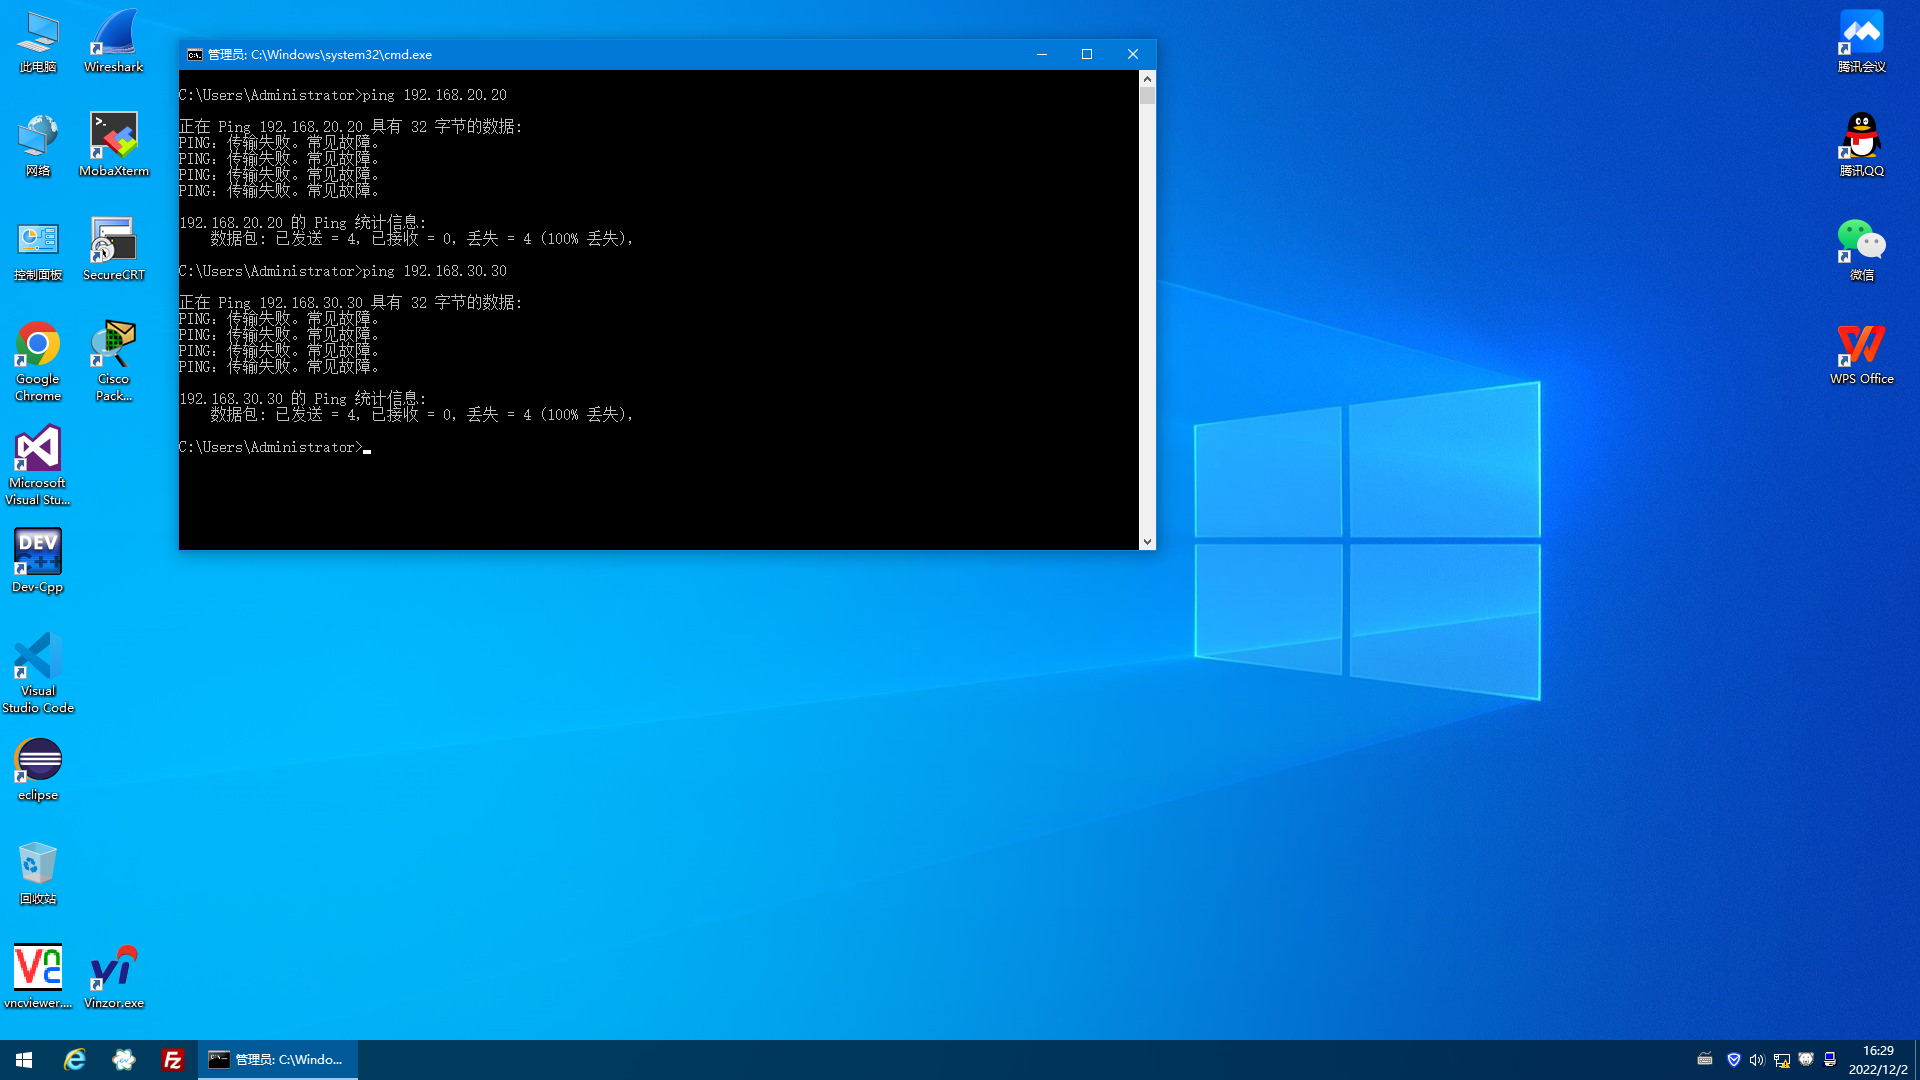 此电脑
Wireshark
网络
MobaXterm
控制面板
SecureCRT
Google
Chrome
Cisco
Pack...
Microsoft
Visual Stu...
DEV
C++
Dev-Cpp
Visual
Studio Code
eclipse
回收站
vncviewer....
Vinzor.exe
管理员: C:\Windows\system32\cmd.exe
C:\Users\Administrator>ping 192.168.20.20
正在 Ping 192.168.20.20 具有 32 字节的数据:
PING：传输失败。常见故障。
PING：传输失败。常见故障。
PING：传输失败。常见故障。
PING：传输失败。常见故障。
192.168.20.20 的 Ping 统计信息:
数据包: 已发送 = 4，已接收 = 0，丢失 = 4 (100% 丢失)，
C:\Users\Administrator>ping 192.168.30.30
正在 Ping 192.168.30.30 具有 32 字节的数据:
PING：传输失败。常见故障。
PING：传输失败。常见故障。
PING：传输失败。常见故障。
PING：传输失败。常见故障。
192.168.30.30 的 Ping 统计信息:
数据包: 已发送 = 4，已接收 = 0，丢失 = 4 (100% 丢失)，
C:\Users\Administrator>
腾讯会议
腾讯QQ
微信
WPS Office
管理员: C:\Windo...
16:29
2022/12/2